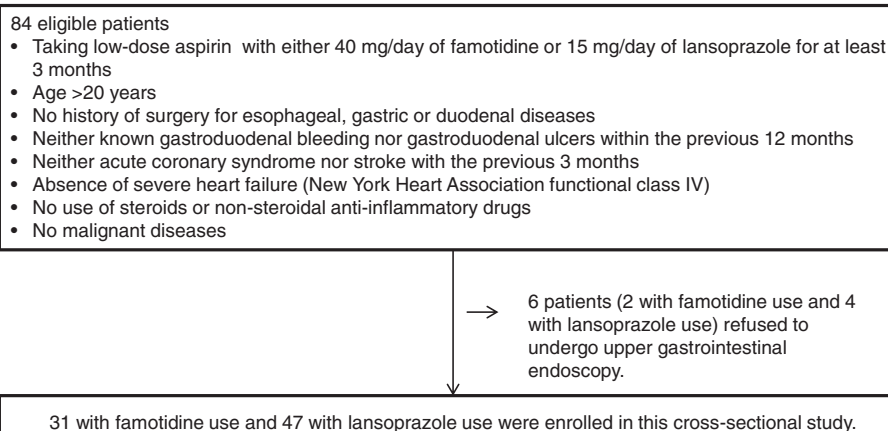 84 eligible patients
• Taking low-dose aspirin with either 40 mg/day of famotidine or 15 mg/day of lansoprazole for at least
3 months
• Age >20 years
• No history of surgery for esophageal, gastric or duodenal diseases
• Neither known gastroduodenal bleeding nor gastroduodenal ulcers within the previous 12 months
• Neither acute coronary syndrome nor stroke with the previous 3 months
• Absence of severe heart failure (New York Heart Association functional class IV)
• No use of steroids or non-steroidal anti-inflammatory drugs
• No malignant diseases
6 patients (2 with famotidine use and 4
with lansoprazole use) refused to
undergo upper gastrointestinal
endoscopy.
31 with famotidine use and 47 with lansoprazole use were enrolled in this cross-sectional study.